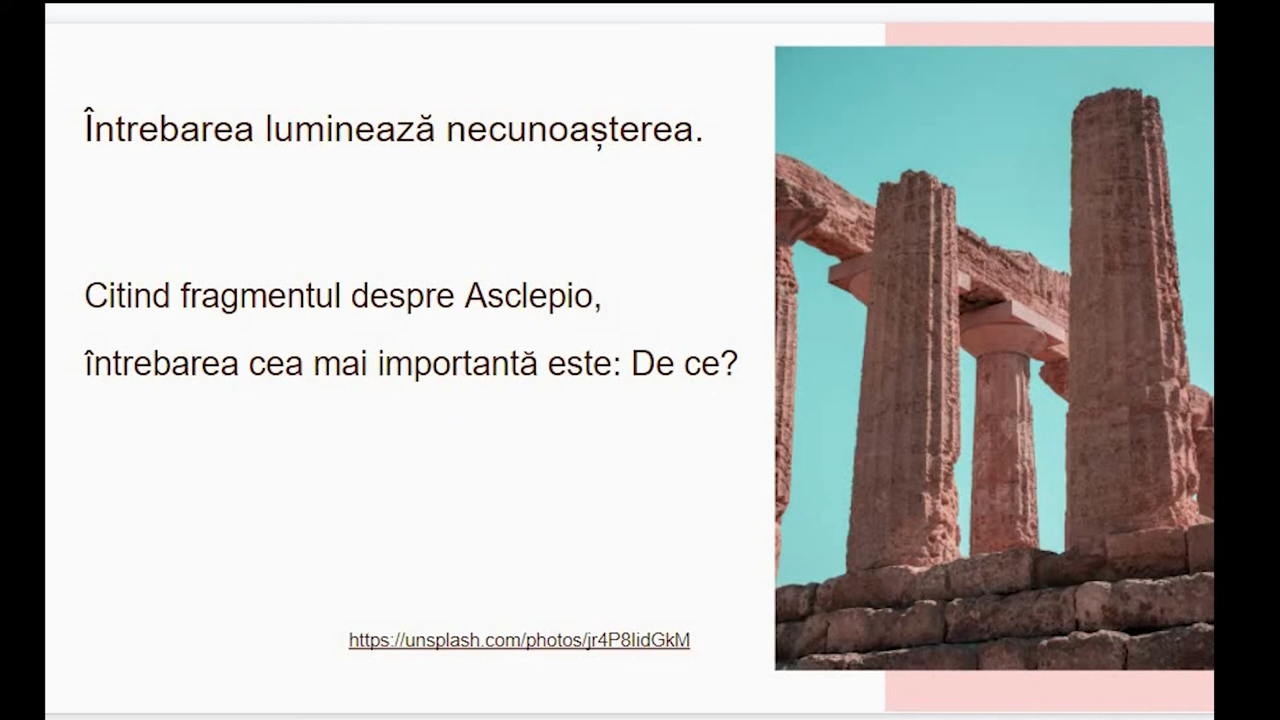 Întrebarea luminează necunoașterea.
Citind fragmentul despre Asclepio,
întrebarea cea mai importantă este: De ce?
https://unsplash.com/photos/jr4P8IidGkM